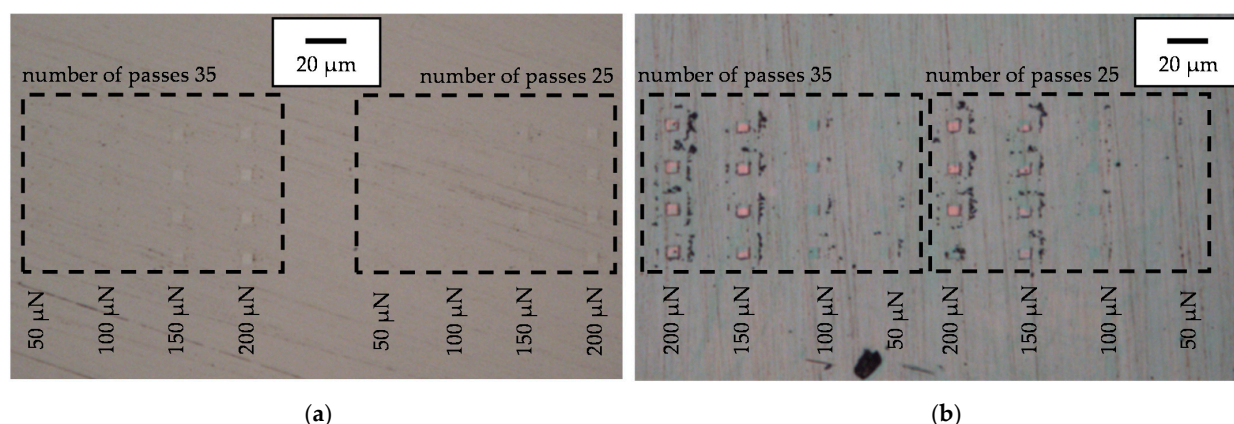 20 µm
number of passes 35
number of passes 25
50 µN
100 µN
150 µN
200 µN
50 µN
100 µN
150 µN
200 µN
(a)
20 µm
number of passes 35
number of passes 25
200 µN
150 µN
100 µN
50 µN
200 µN
150 µN
100 µN
50 µN
(b)